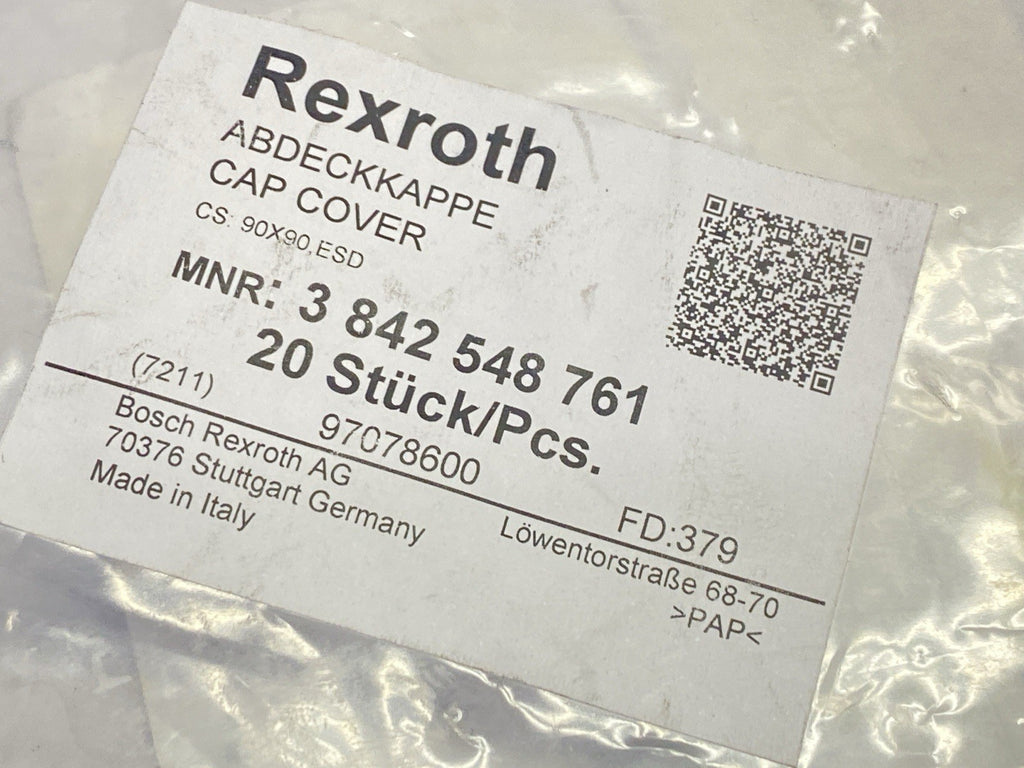 Rexroth
ABDECKKAPPE
CAP COVER
CS: 90X90,ESD
MNR: 3 842 548 761
20 Stück/Pcs.
(7211) 97078600 FD:379
Bosch Rexroth AG Löwentorstraße 68-70
70376 Stuttgart Germany >PAP<
Made in Italy